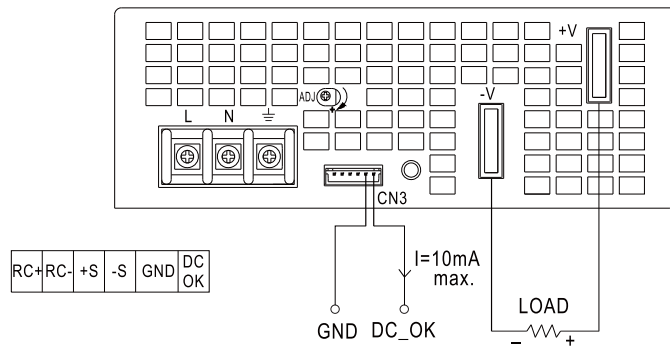 +V
-V
ADJ
+
L N
CN3
RC+ RC- +S -S GND DC OK
I=10mA
max.
GND DC_OK
LOAD
- +